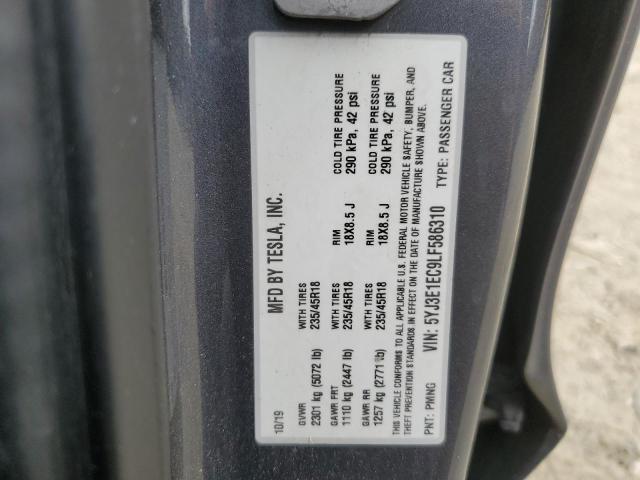 10/19 MFD BY TESLA, INC.
GVWR WITH TIRES
2301 kg (5072 lb) 235/45R18
GAWR FRT WITH TIRES RIM COLD TIRE PRESSURE
1110 kg (2447 lb) 235/45R18 18X8.5 J 290 kPa, 42 psi
GAWR RR WITH TIRES RIM COLD TIRE PRESSURE
1257 kg (2771 lb) 235/45R18 18X8.5 J 290 kPa, 42 psi
THIS VEHICLE CONFORMS TO ALL APPLICABLE U.S. FEDERAL MOTOR VEHICLE SAFETY, BUMPER, AND
THEFT PREVENTION STANDARDS IN EFFECT ON THE DATE OF MANUFACTURE SHOWN ABOVE.
PNT: PMNG VIN: 5YJ3E1EC9LF586310 TYPE: PASSENGER CAR